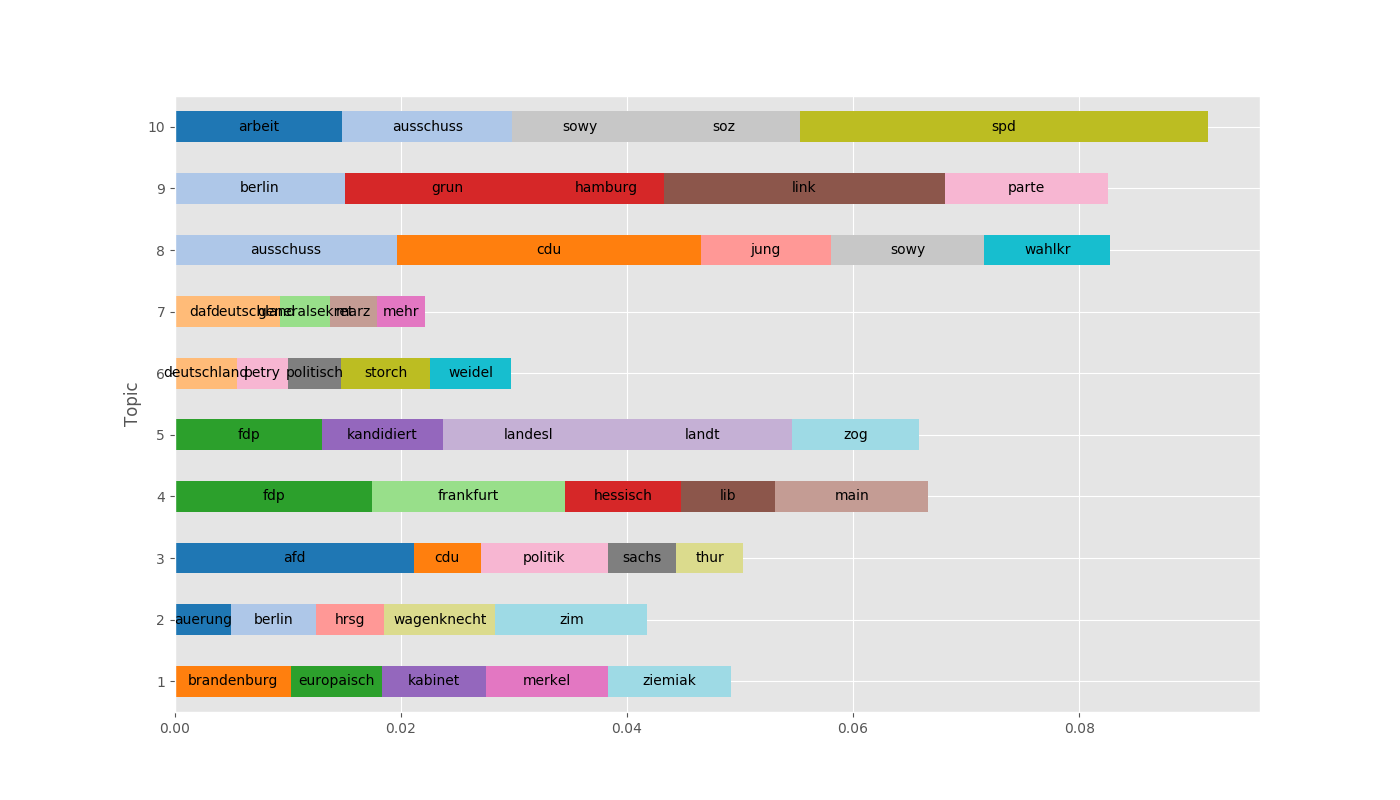 10 arbeit ausschuss sowy soz spd
9 berlin grun hamburg link parte
8 ausschuss cdu jung sowy wahlkr
7 daf deutschland generalsekret marz mehr
6 deutschland petry politisch storch weidel
Topic
5 fdp kandidiert landesl landt zog
4 fdp frankfurt hessisch lib main
3 afd cdu politik sachs thur
2 auerung berlin hrsg wagenknecht zim
1 brandenburg europaisch kabinet merkel ziemiak
0.00 0.02 0.04 0.06 0.08